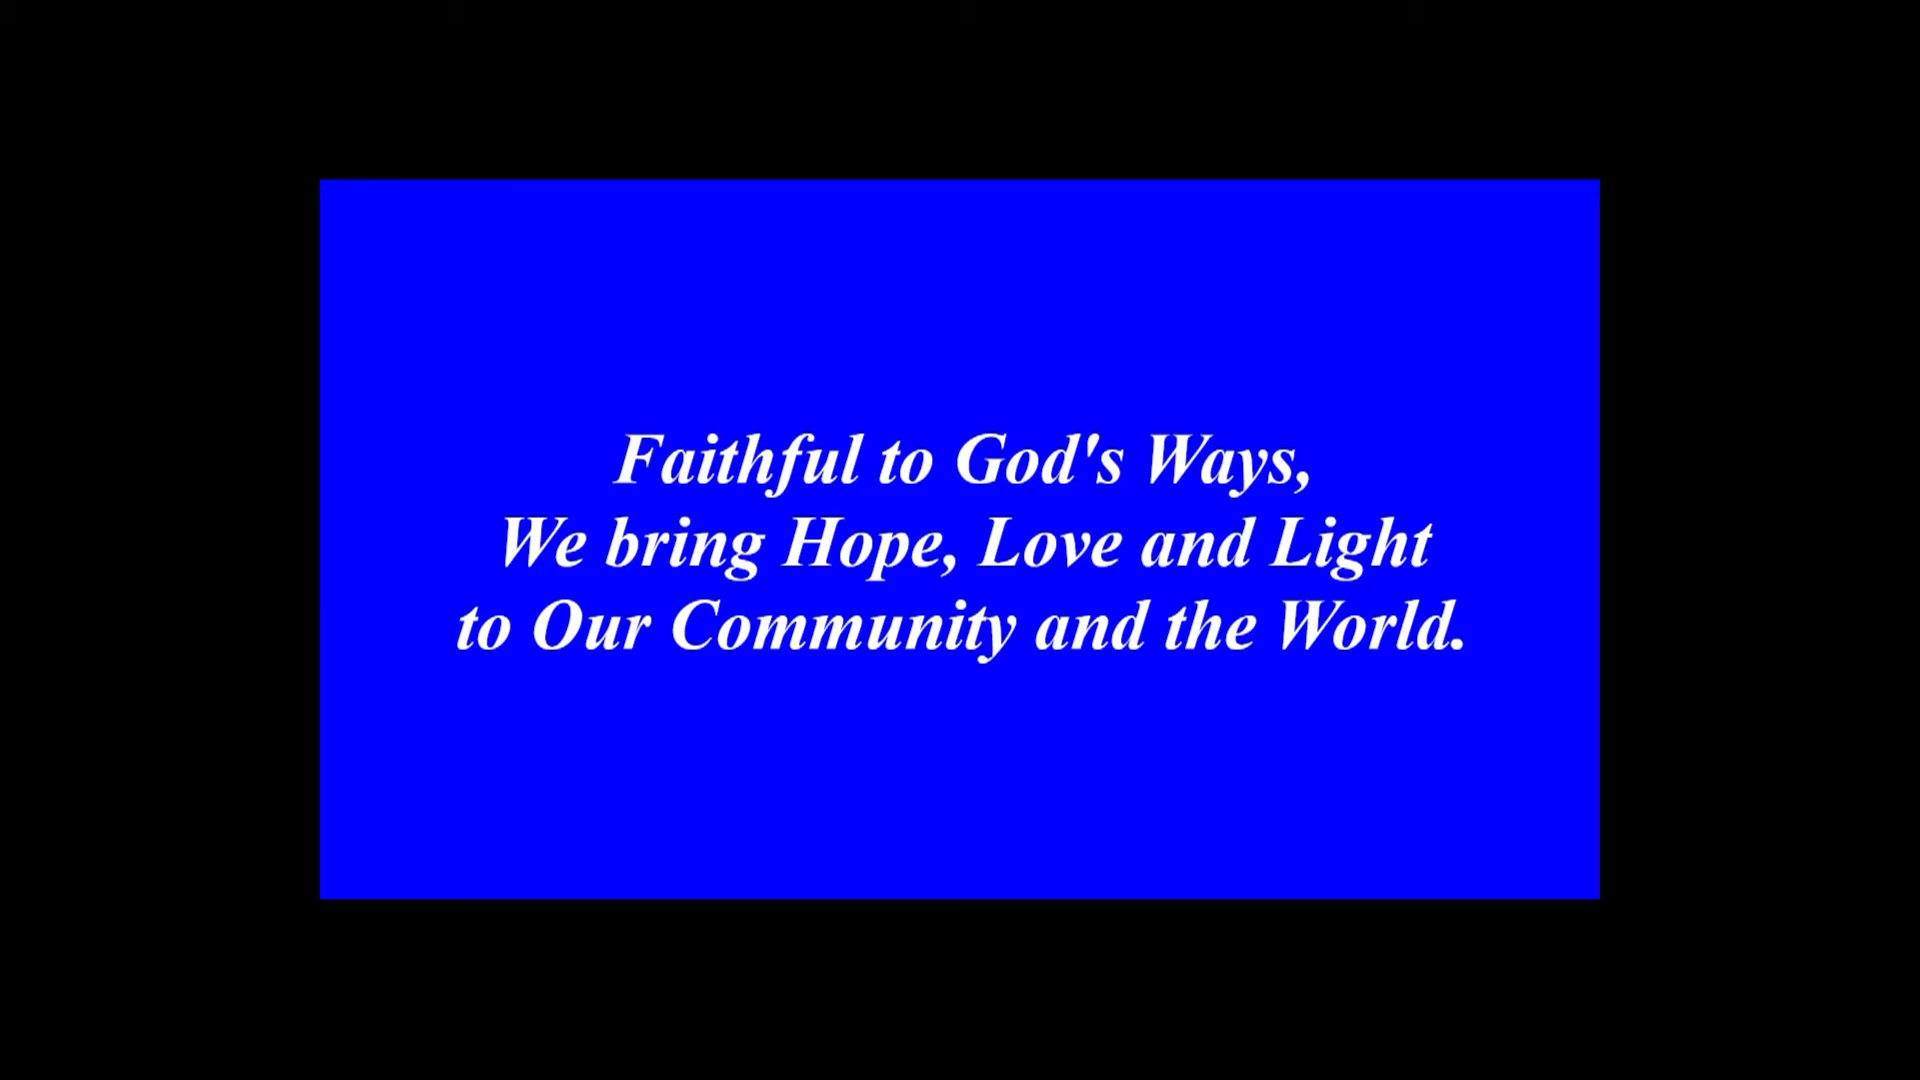 Faithful to God's Ways,
We bring Hope, Love and Light
to Our Community and the World.